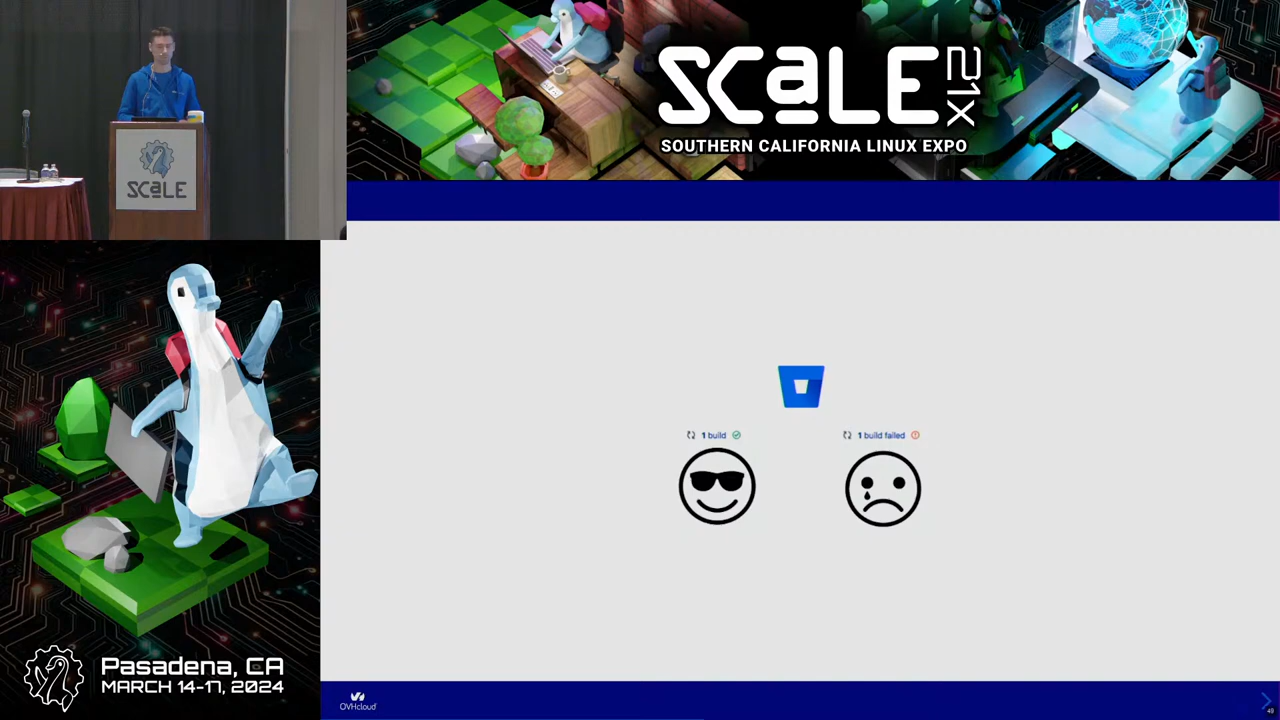 SCALE
SCALE 21X
SOUTHERN CALIFORNIA LINUX EXPO
1 build
1 build failed
Pasadena, CA
MARCH 14-17, 2024
OVHcloud
49